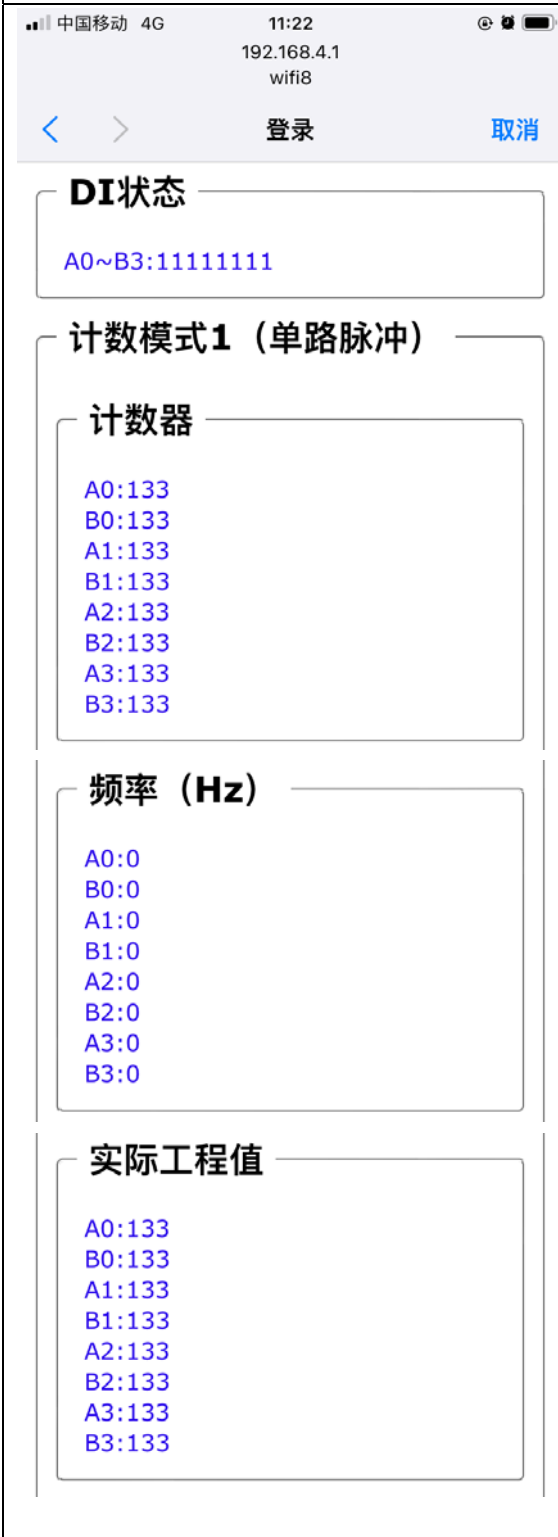 中国移动 4G 11:22
192.168.4.1
wifi8
登录 取消
DI状态
A0~B3:11111111
计数模式1（单路脉冲）
计数器
A0:133
B0:133
A1:133
B1:133
A2:133
B2:133
A3:133
B3:133
频率（Hz）
A0:0
B0:0
A1:0
B1:0
A2:0
B2:0
A3:0
B3:0
实际工程值
A0:133
B0:133
A1:133
B1:133
A2:133
B2:133
A3:133
B3:133